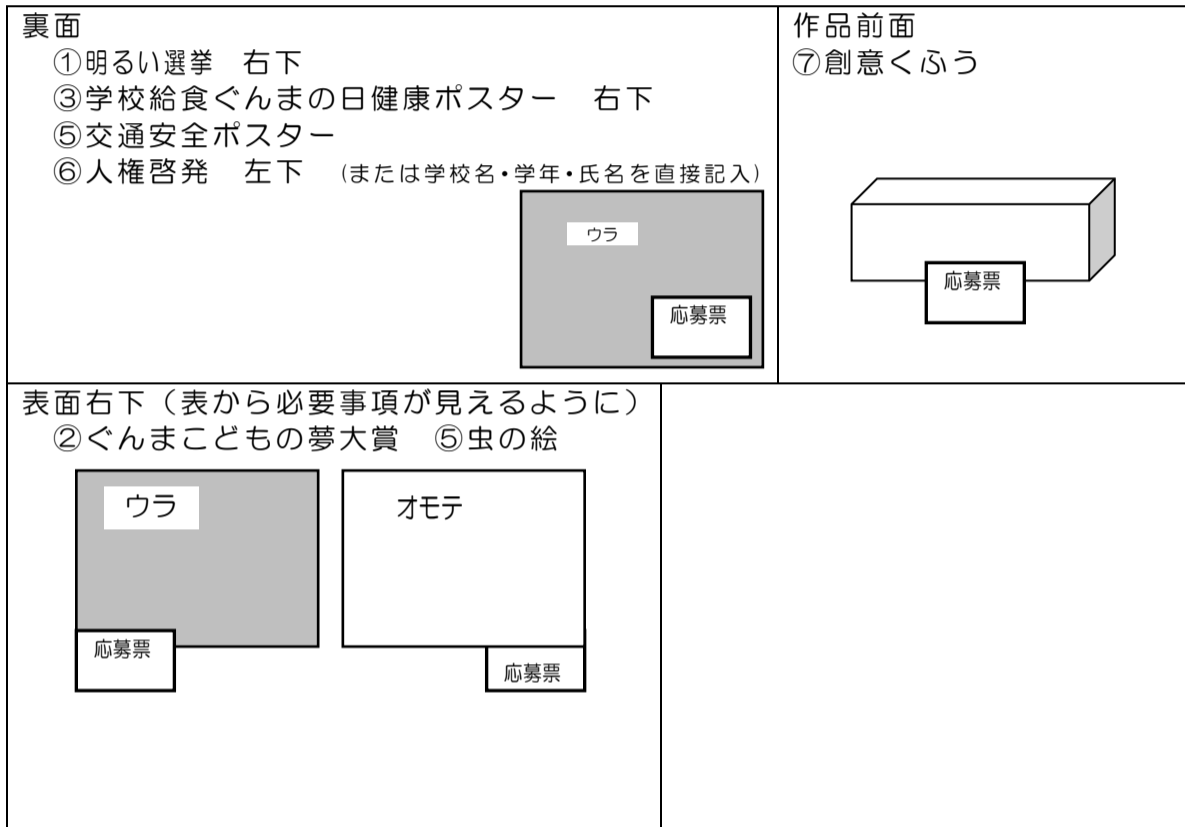 裏面
①明るい選挙　右下
③学校給食ぐんまの日健康ポスター　右下
⑤交通安全ポスター
⑥人権啓発　左下　(または学校名・学年・氏名を直接記入)
ウラ
応募票
作品前面
⑦創意くふう
応募票
表面右下（表から必要事項が見えるように）
②ぐんまこどもの夢大賞　⑤虫の絵
ウラ
応募票
オモテ
応募票